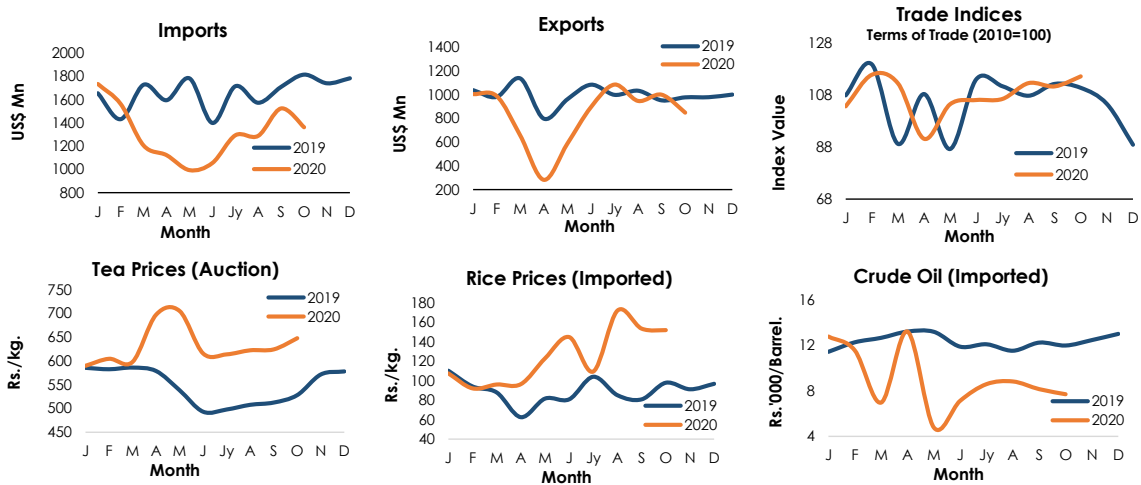 Imports
US$ Mn
2000
1800
1600
1400
1200
1000
800
2019
2020
J F M A M J Jy A S O N D
Month
Exports
US$ Mn
1400
1200
1000
800
600
400
200
2019
2020
J F M A M J Jy A S O N D
Month
Trade Indices
Terms of Trade (2010=100)
Index Value
128
108
88
68
2019
2020
J F M A M J Jy A S O N D
Month
Tea Prices (Auction)
Rs./kg.
750
700
650
600
550
500
450
2019
2020
J F M A M J Jy A S O N D
Month
Rice Prices (Imported)
Rs./kg.
180
160
140
120
100
80
60
40
2019
2020
J F M A M J Jy A S O N D
Month
Crude Oil (Imported)
Rs.'000/Barrel.
16
12
8
4
2019
2020
J F M A M J Jy A S O N D
Month